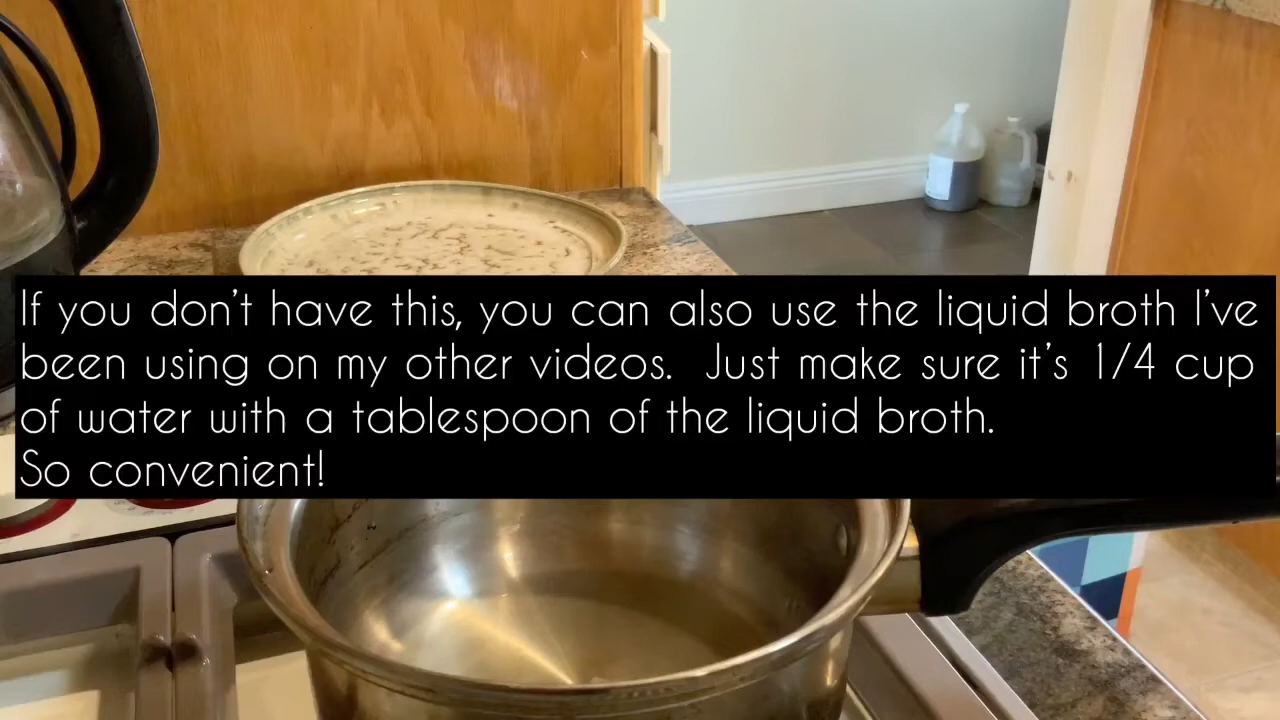 If you don't have this, you can also use the liquid broth I've
been using on my other videos.  Just make sure it's 1/4 cup
of water with a tablespoon of the liquid broth.
So convenient!